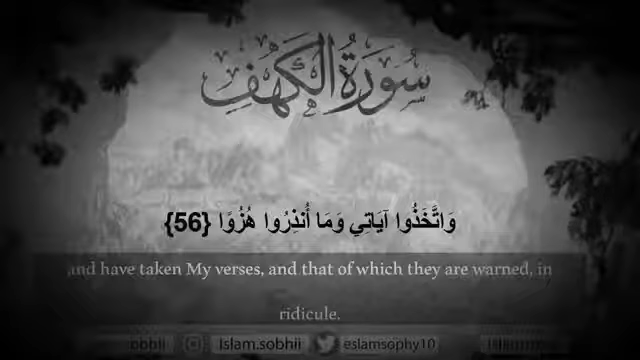 سُورَةُ الكَهْفِ
وَاتَّخَذُوا آيَاتِي وَمَا أُنذِرُوا هُزُوًا {56}
and have taken My verses, and that of which they are warned, in
ridicule.
Islam.sobhii eslamsophy10